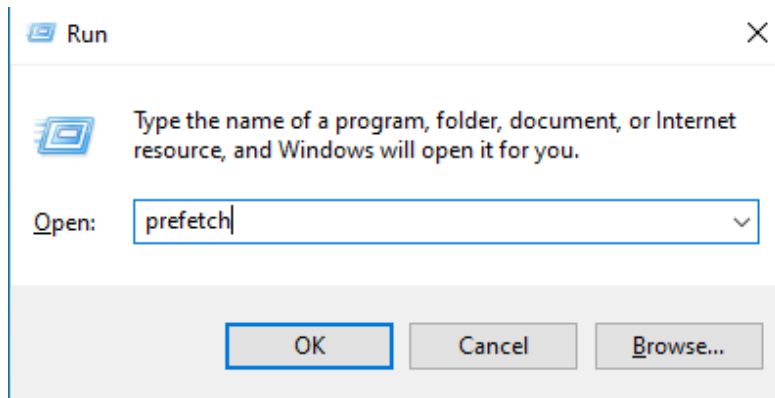 Run
Type the name of a program, folder, document, or Internet
resource, and Windows will open it for you.
Open: prefetch
OK Cancel Browse...